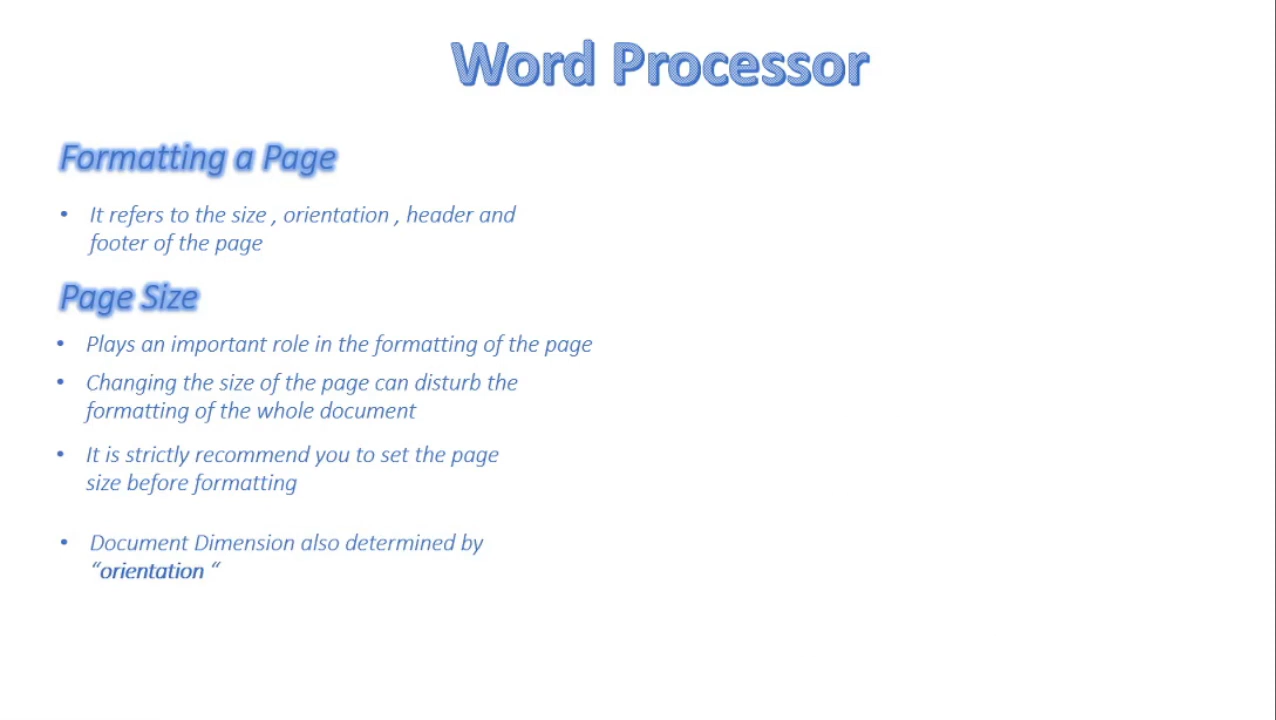 Word Processor
Formatting a Page
• It refers to the size , orientation , header and
footer of the page
Page Size
• Plays an important role in the formatting of the page
• Changing the size of the page can disturb the
formatting of the whole document
• It is strictly recommend you to set the page
size before formatting
• Document Dimension also determined by
“orientation “